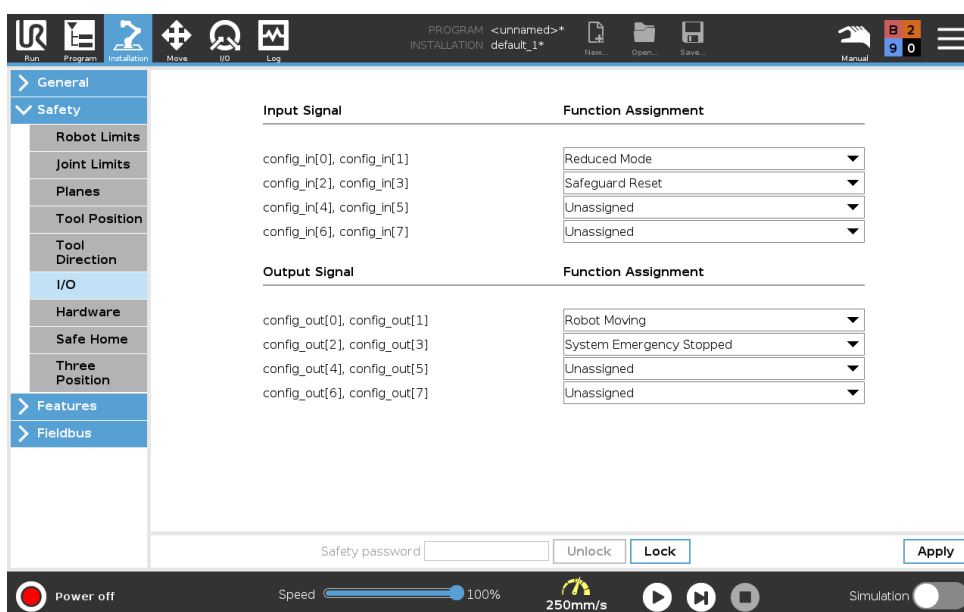 PROGRAM <unnamed>*
INSTALLATION default_1*
UR
Run Program Installation Move I/O Log New... Open... Save... Manual
B 2
9 0
General
Safety
Robot Limits
Joint Limits
Planes
Tool Position
Tool
Direction
I/O
Hardware
Safe Home
Three
Position
Features
Fieldbus
Input Signal Function Assignment
config_in[0], config_in[1] Reduced Mode
config_in[2], config_in[3] Safeguard Reset
config_in[4], config_in[5] Unassigned
config_in[6], config_in[7] Unassigned
Output Signal Function Assignment
config_out[0], config_out[1] Robot Moving
config_out[2], config_out[3] System Emergency Stopped
config_out[4], config_out[5] Unassigned
config_out[6], config_out[7] Unassigned
Safety password Unlock Lock Apply
Power off Speed 100% 250mm/s Simulation